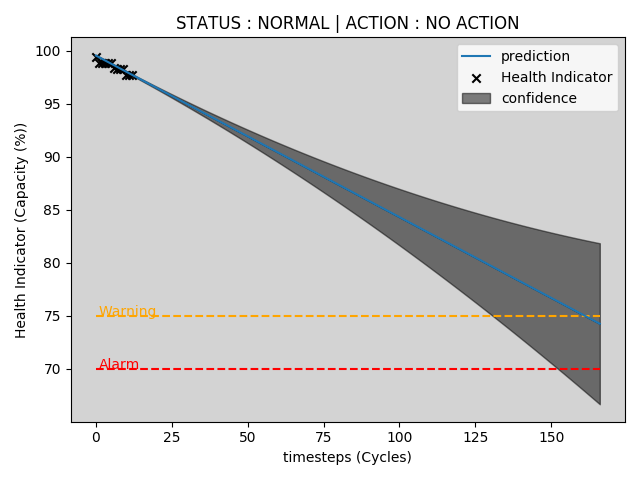 STATUS : NORMAL | ACTION : NO ACTION
prediction
Health Indicator
confidence
Health Indicator (Capacity (%))
100
95
90
85
80
75
70
Warning
Alarm
0
25
50
75
100
125
150
timesteps (Cycles)